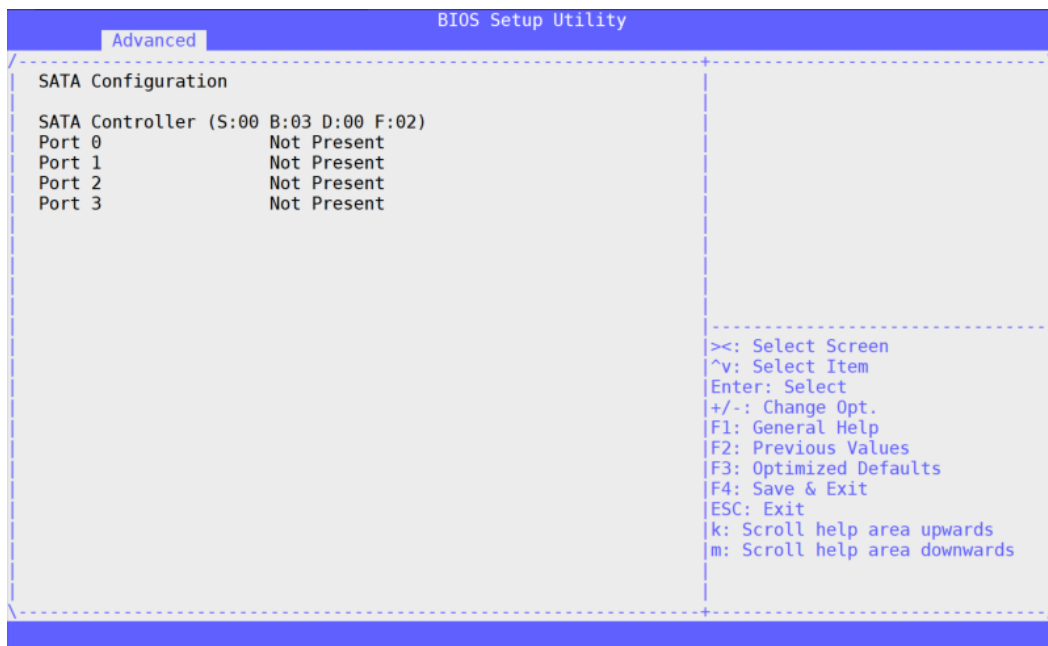 BIOS Setup Utility
Advanced
SATA Configuration
SATA Controller (S:00 B:03 D:00 F:02)
Port 0 Not Present
Port 1 Not Present
Port 2 Not Present
Port 3 Not Present
><: Select Screen
^v: Select Item
Enter: Select
+/-: Change Opt.
F1: General Help
F2: Previous Values
F3: Optimized Defaults
F4: Save & Exit
ESC: Exit
k: Scroll help area upwards
m: Scroll help area downwards